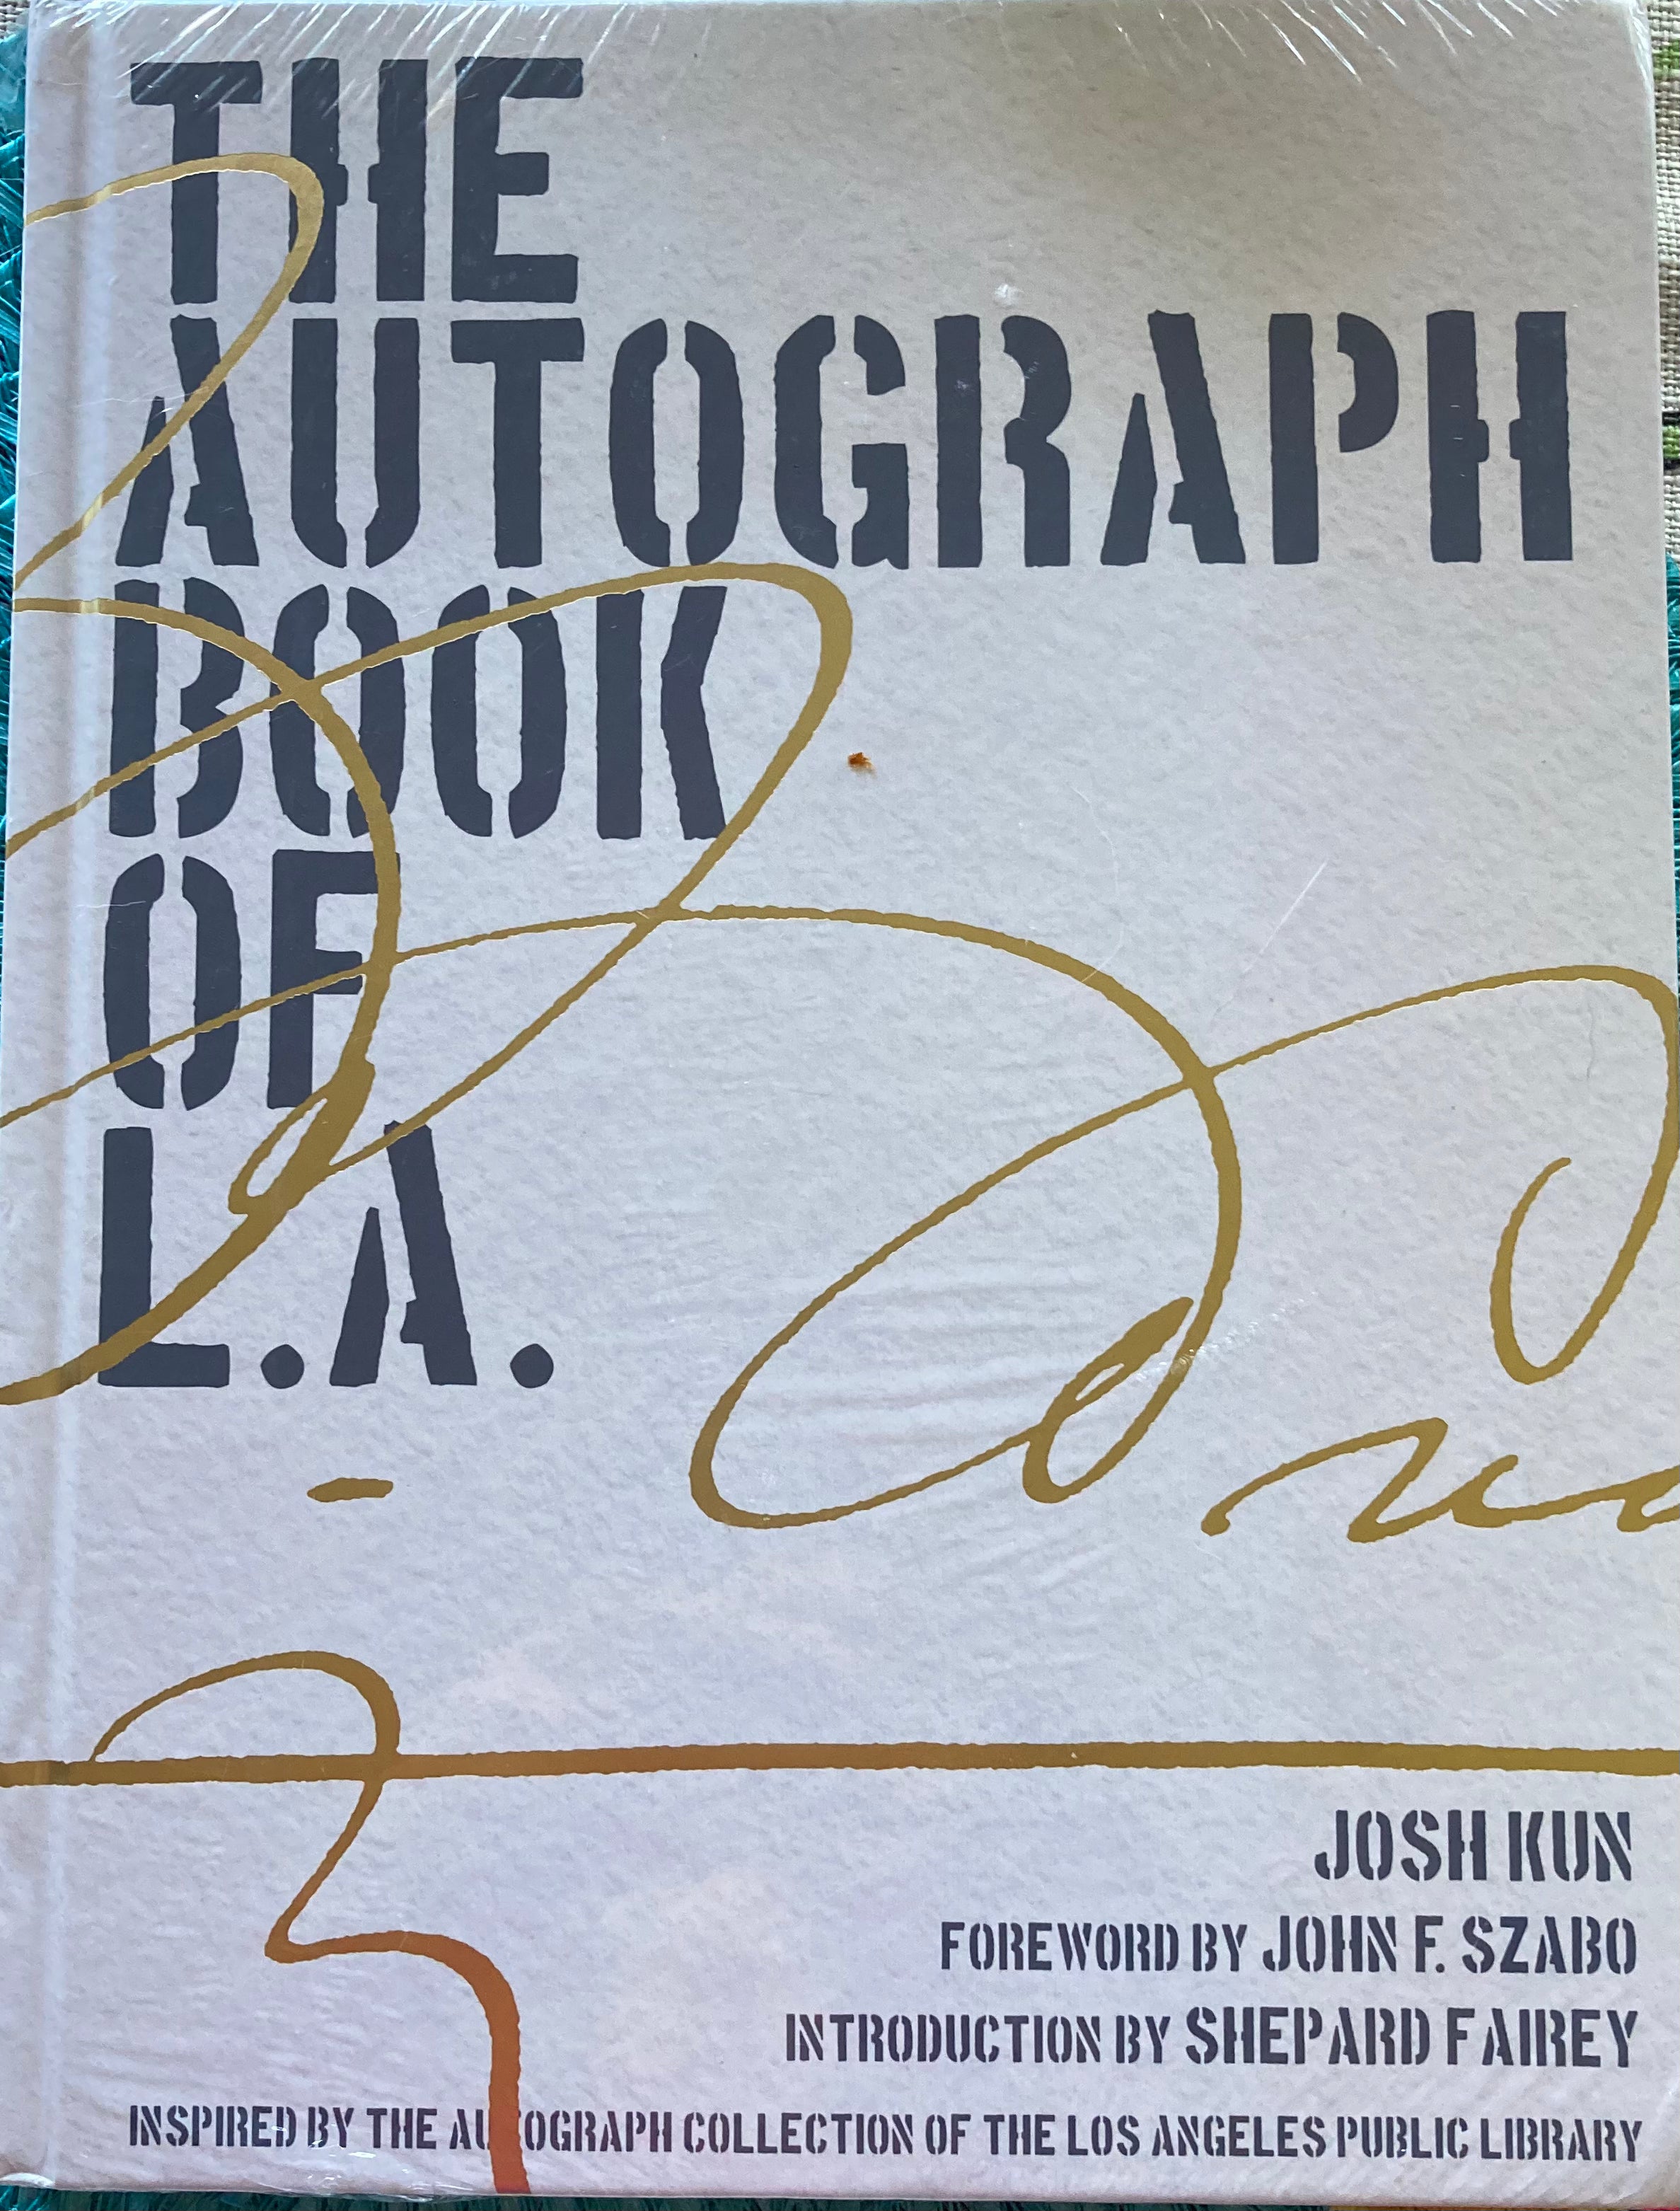 THE
AUTOGRAPH
BOOK
OF
L.A.
JOSH KUN
FOREWORD BY JOHN F. SZABO
INTRODUCTION BY SHEPARD FAIREY
INSPIRED BY THE AUTOGRAPH COLLECTION OF THE LOS ANGELES PUBLIC LIBRARY